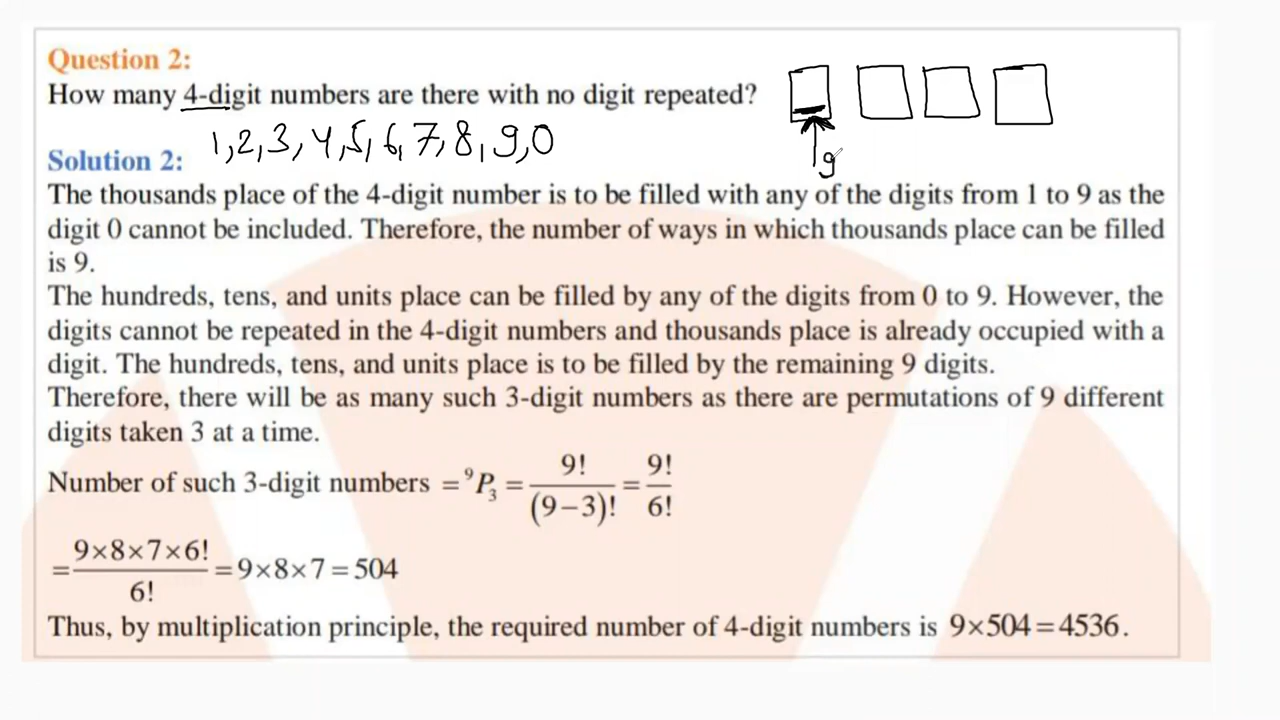 Question 2:
How many 4-digit numbers are there with no digit repeated?
1,2,3,4,5,6,7,8,9,0
9
Solution 2:
The thousands place of the 4-digit number is to be filled with any of the digits from 1 to 9 as the
digit 0 cannot be included. Therefore, the number of ways in which thousands place can be filled
is 9.
The hundreds, tens, and units place can be filled by any of the digits from 0 to 9. However, the
digits cannot be repeated in the 4-digit numbers and thousands place is already occupied with a
digit. The hundreds, tens, and units place is to be filled by the remaining 9 digits.
Therefore, there will be as many such 3-digit numbers as there are permutations of 9 different
digits taken 3 at a time.
Number of such 3-digit numbers = ⁹P₃ = 9!/(9−3)! = 9!/6!
= 9×8×7×6!/6! = 9×8×7 = 504
Thus, by multiplication principle, the required number of 4-digit numbers is 9×504=4536.